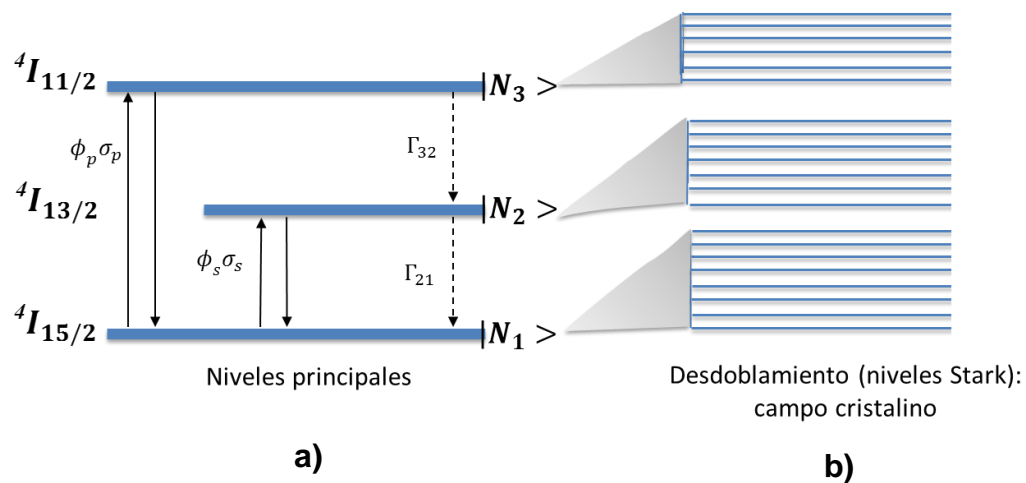 ⁴I₁₁/₂
|N₃ >
ϕₚσₚ
Γ₃₂
⁴I₁₃/₂
|N₂ >
ϕₛσₛ
Γ₂₁
⁴I₁₅/₂
|N₁ >
Niveles principales
Desdoblamiento (niveles Stark):
campo cristalino
a)
b)